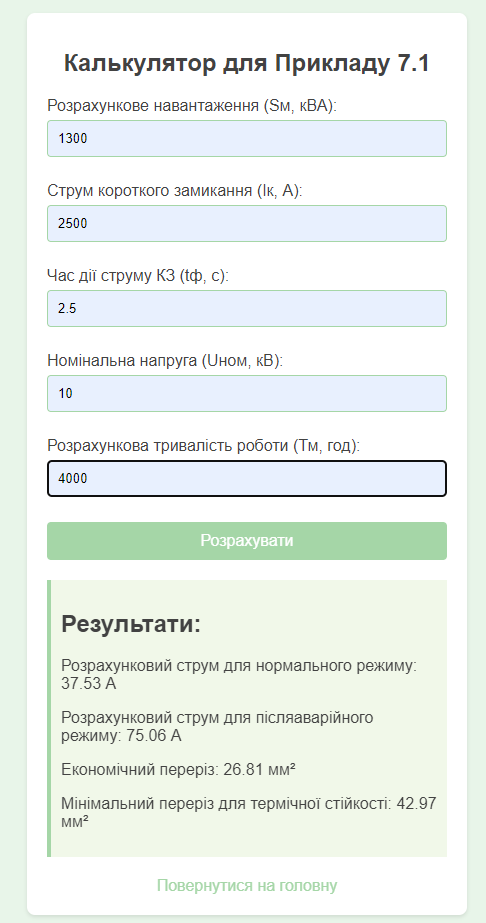 Калькулятор для Прикладу 7.1
Розрахункове навантаження (Sм, кВА):
1300
Струм короткого замикання (Iк, А):
2500
Час дії струму КЗ (tф, с):
2.5
Номінальна напруга (Uном, кВ):
10
Розрахункова тривалість роботи (Tм, год):
4000
Розрахувати
Результати:
Розрахунковий струм для нормального режиму:
37.53 А
Розрахунковий струм для післяаварійного
режиму: 75.06 А
Економічний переріз: 26.81 мм²
Мінімальний переріз для термічної стійкості: 42.97
мм²
Повернутися на головну